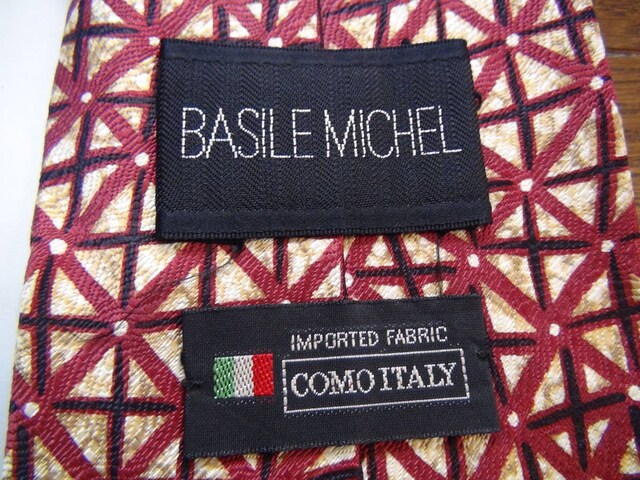 BASILE MICHEL
IMPORTED FABRIC
COMO ITALY